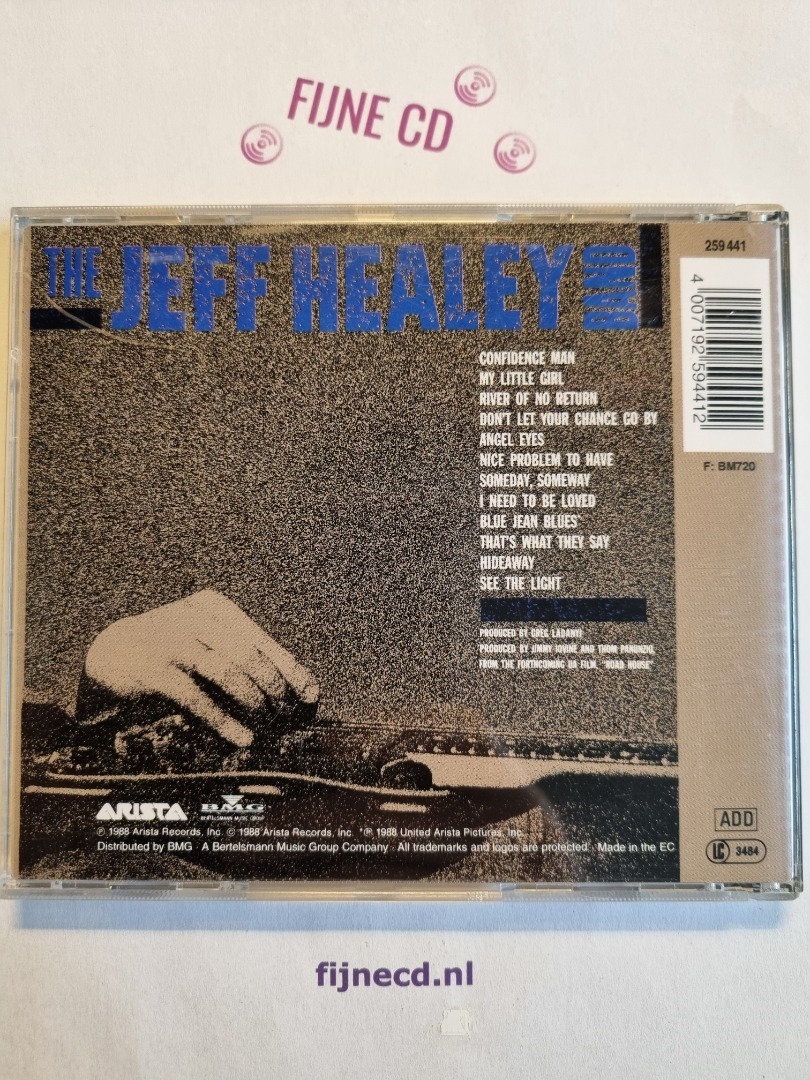 FIJNE CD
THE JEFF HEALEY BAND
259 441
4 007192 594412
F: BM720
CONFIDENCE MAN
MY LITTLE GIRL
RIVER OF NO RETURN
DON'T LET YOUR CHANCE GO BY
ANGEL EYES
NICE PROBLEM TO HAVE
SOMEDAY, SOMEWAY
I NEED TO BE LOVED
BLUE JEAN BLUES*
THAT'S WHAT THEY SAY
HIDEAWAY
SEE THE LIGHT
PRODUCED BY GREG LADANYI
*PRODUCED BY JIMMY IOVINE AND THOM PANUNZIO,
FROM THE FORTHCOMING UA FILM, "ROAD HOUSE"
ARISTA
BMG
BERTELSMANN MUSIC GROUP
℗ 1988 Arista Records, Inc. © 1988 Arista Records, Inc. *℗ 1988 United Arista Pictures, Inc.
Distributed by BMG · A Bertelsmann Music Group Company · All trademarks and logos are protected · Made in the EC
ADD
LC 3484
fijnecd.nl